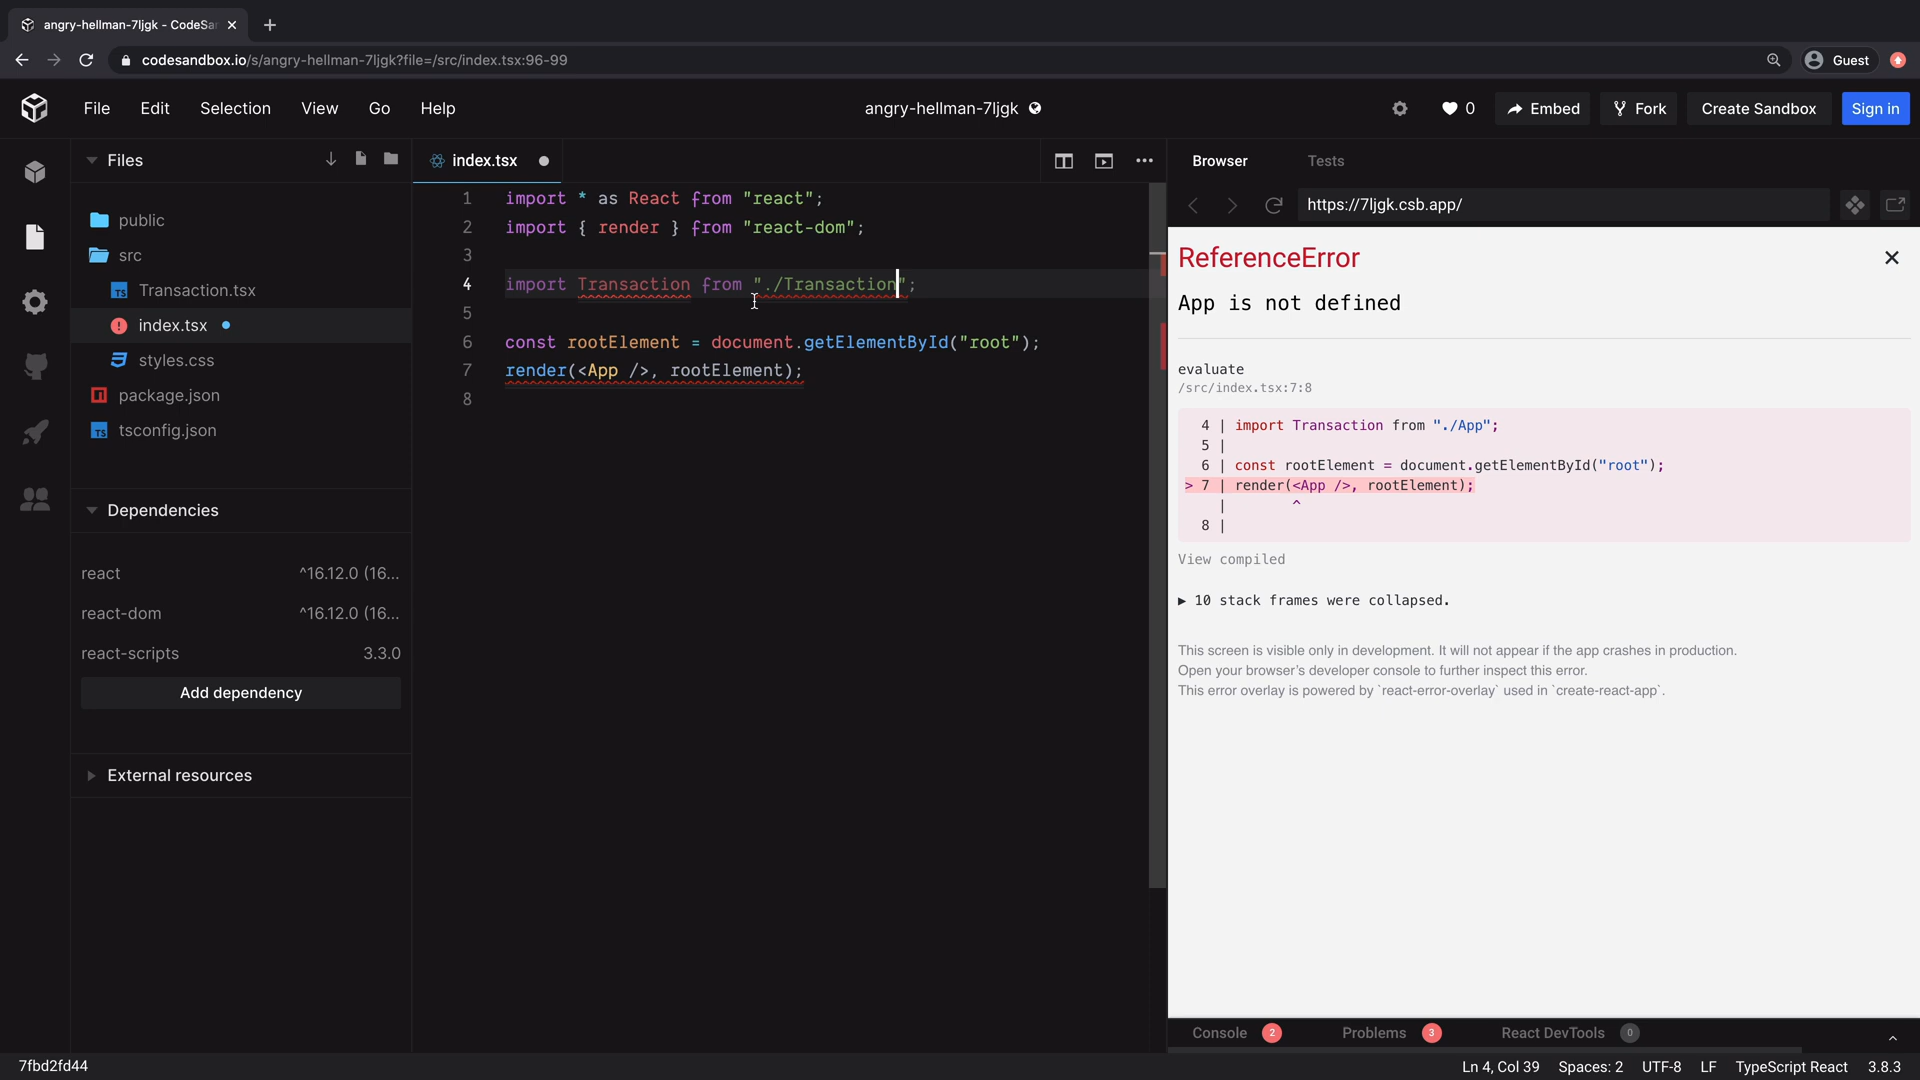 angry-hellman-7ljgk - CodeSa
codesandbox.io/s/angry-hellman-7ljgk?file=/src/index.tsx:96-99
Guest
File Edit Selection View Go Help
angry-hellman-7ljgk
0
Embed
Fork
Create Sandbox
Sign in
Files
public
src
Transaction.tsx
index.tsx
styles.css
package.json
tsconfig.json
Dependencies
react ^16.12.0 (16...
react-dom ^16.12.0 (16...
react-scripts 3.3.0
Add dependency
External resources
index.tsx
1 import * as React from "react";
2 import { render } from "react-dom";
3
4 import Transaction from "./Transaction";
5
6 const rootElement = document.getElementById("root");
7 render(<App />, rootElement);
8
Browser Tests
https://7ljgk.csb.app/
ReferenceError
App is not defined
evaluate
/src/index.tsx:7:8
4 | import Transaction from "./App";
5 |
6 | const rootElement = document.getElementById("root");
> 7 | render(<App />, rootElement);
| ^
8 |
View compiled
▶ 10 stack frames were collapsed.
This screen is visible only in development. It will not appear if the app crashes in production.
Open your browser's developer console to further inspect this error.
This error overlay is powered by `react-error-overlay` used in `create-react-app`.
Console 2 Problems 3 React DevTools 0
7fbd2fd44
Ln 4, Col 39 Spaces: 2 UTF-8 LF TypeScript React 3.8.3